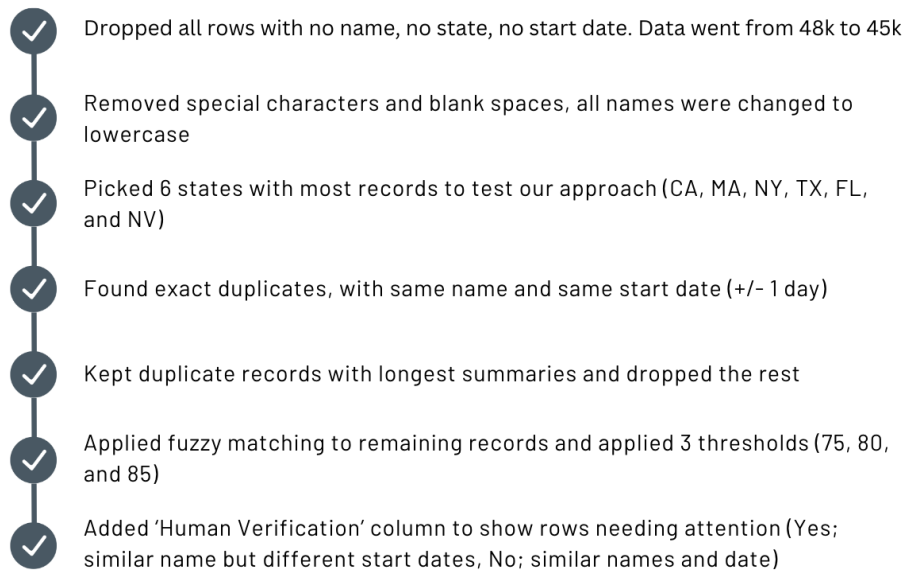 Dropped all rows with no name, no state, no start date. Data went from 48k to 45k
Removed special characters and blank spaces, all names were changed to
lowercase
Picked 6 states with most records to test our approach (CA, MA, NY, TX, FL,
and NV)
Found exact duplicates, with same name and same start date (+/- 1 day)
Kept duplicate records with longest summaries and dropped the rest
Applied fuzzy matching to remaining records and applied 3 thresholds (75, 80,
and 85)
Added ‘Human Verification’ column to show rows needing attention (Yes;
similar name but different start dates, No; similar names and date)